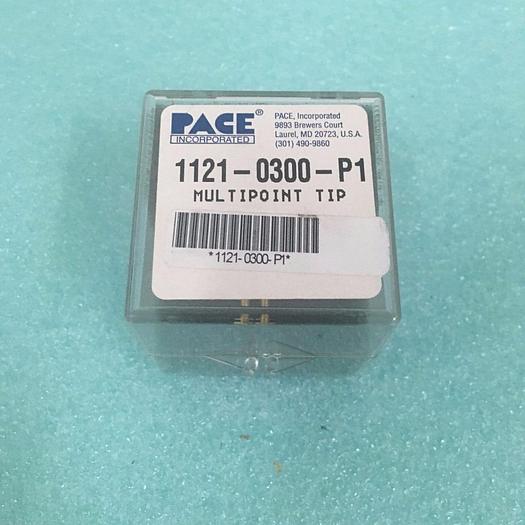 PACE®
INCORPORATED
PACE, Incorporated
9893 Brewers Court
Laurel, MD 20723, U.S.A.
(301) 490-9860
1121-0300-P1
MULTIPOINT TIP
*1121-0300-P1*